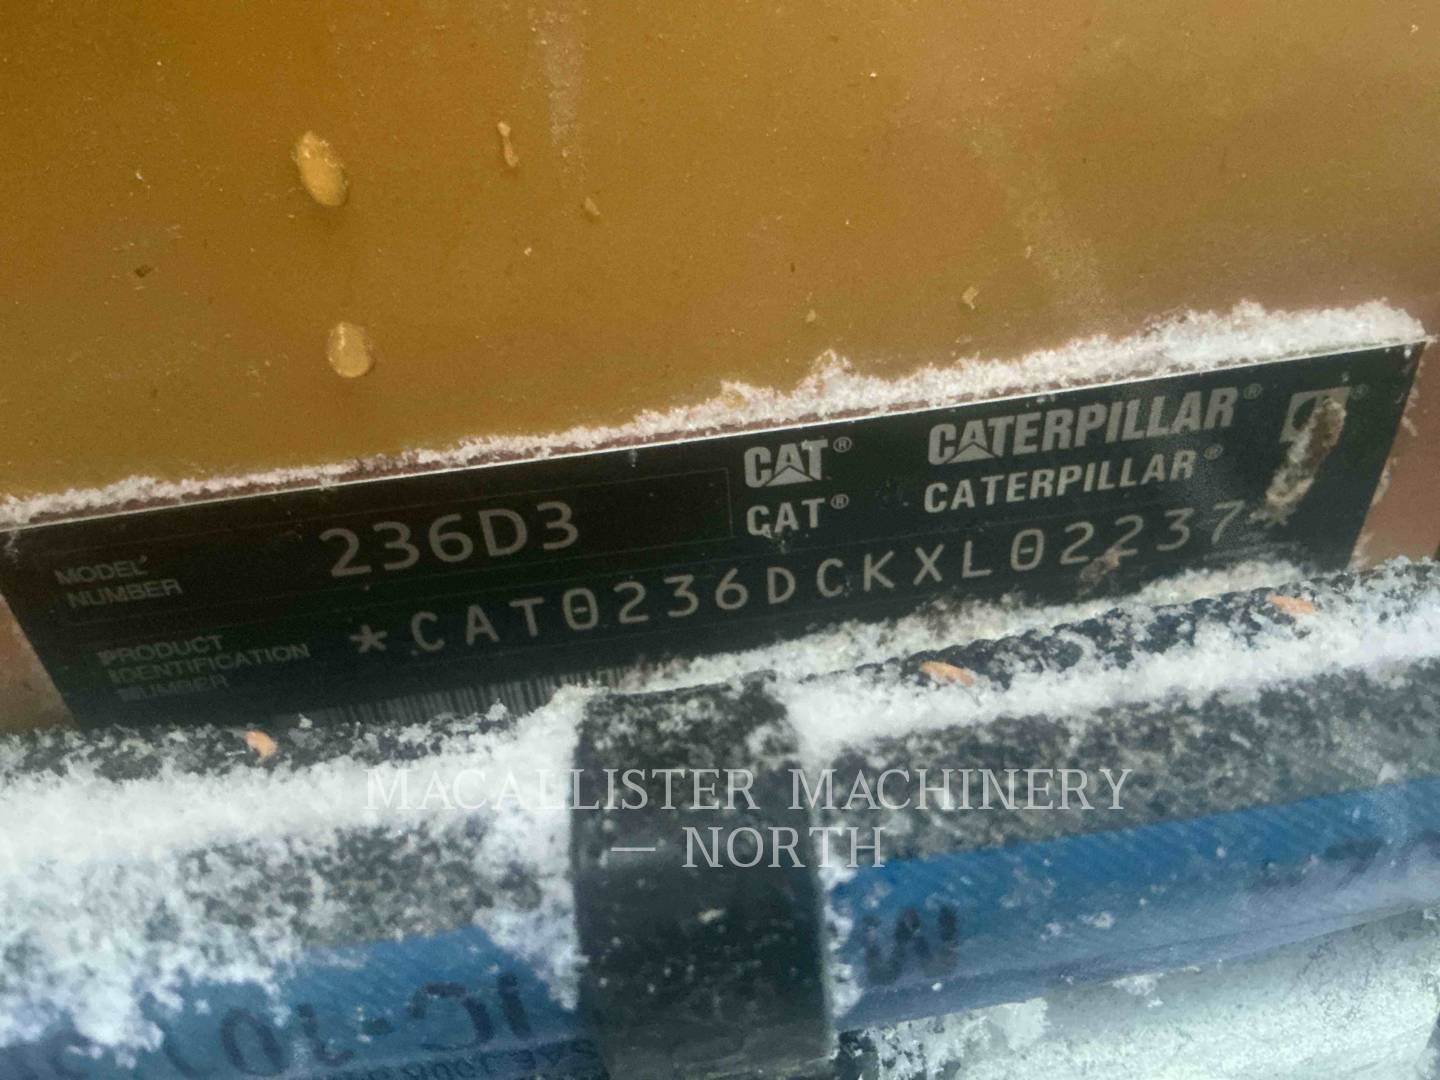 MODEL NUMBER 236D3
CAT® CATERPILLAR®
CAT® CATERPILLAR®
PRODUCT IDENTIFICATION NUMBER
*CAT0236DCKXL02237*
MACALLISTER MACHINERY
— NORTH